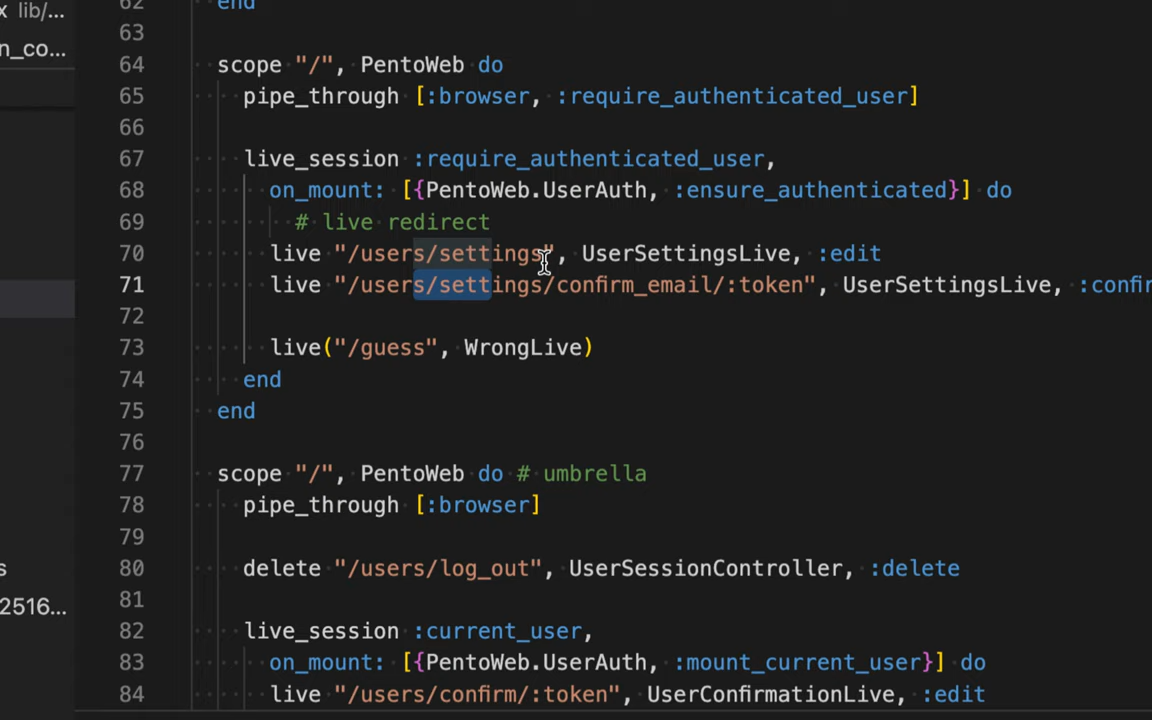 x lib/...
n_co...
s
2516...
62 end
63
64 scope "/", PentoWeb do
65 pipe_through [:browser, :require_authenticated_user]
66
67 live_session :require_authenticated_user,
68 on_mount: [{PentoWeb.UserAuth, :ensure_authenticated}] do
69 # live redirect
70 live "/users/settings", UserSettingsLive, :edit
71 live "/users/settings/confirm_email/:token", UserSettingsLive, :confir
72
73 live("/guess", WrongLive)
74 end
75 end
76
77 scope "/", PentoWeb do # umbrella
78 pipe_through [:browser]
79
80 delete "/users/log_out", UserSessionController, :delete
81
82 live_session :current_user,
83 on_mount: [{PentoWeb.UserAuth, :mount_current_user}] do
84 live "/users/confirm/:token", UserConfirmationLive, :edit